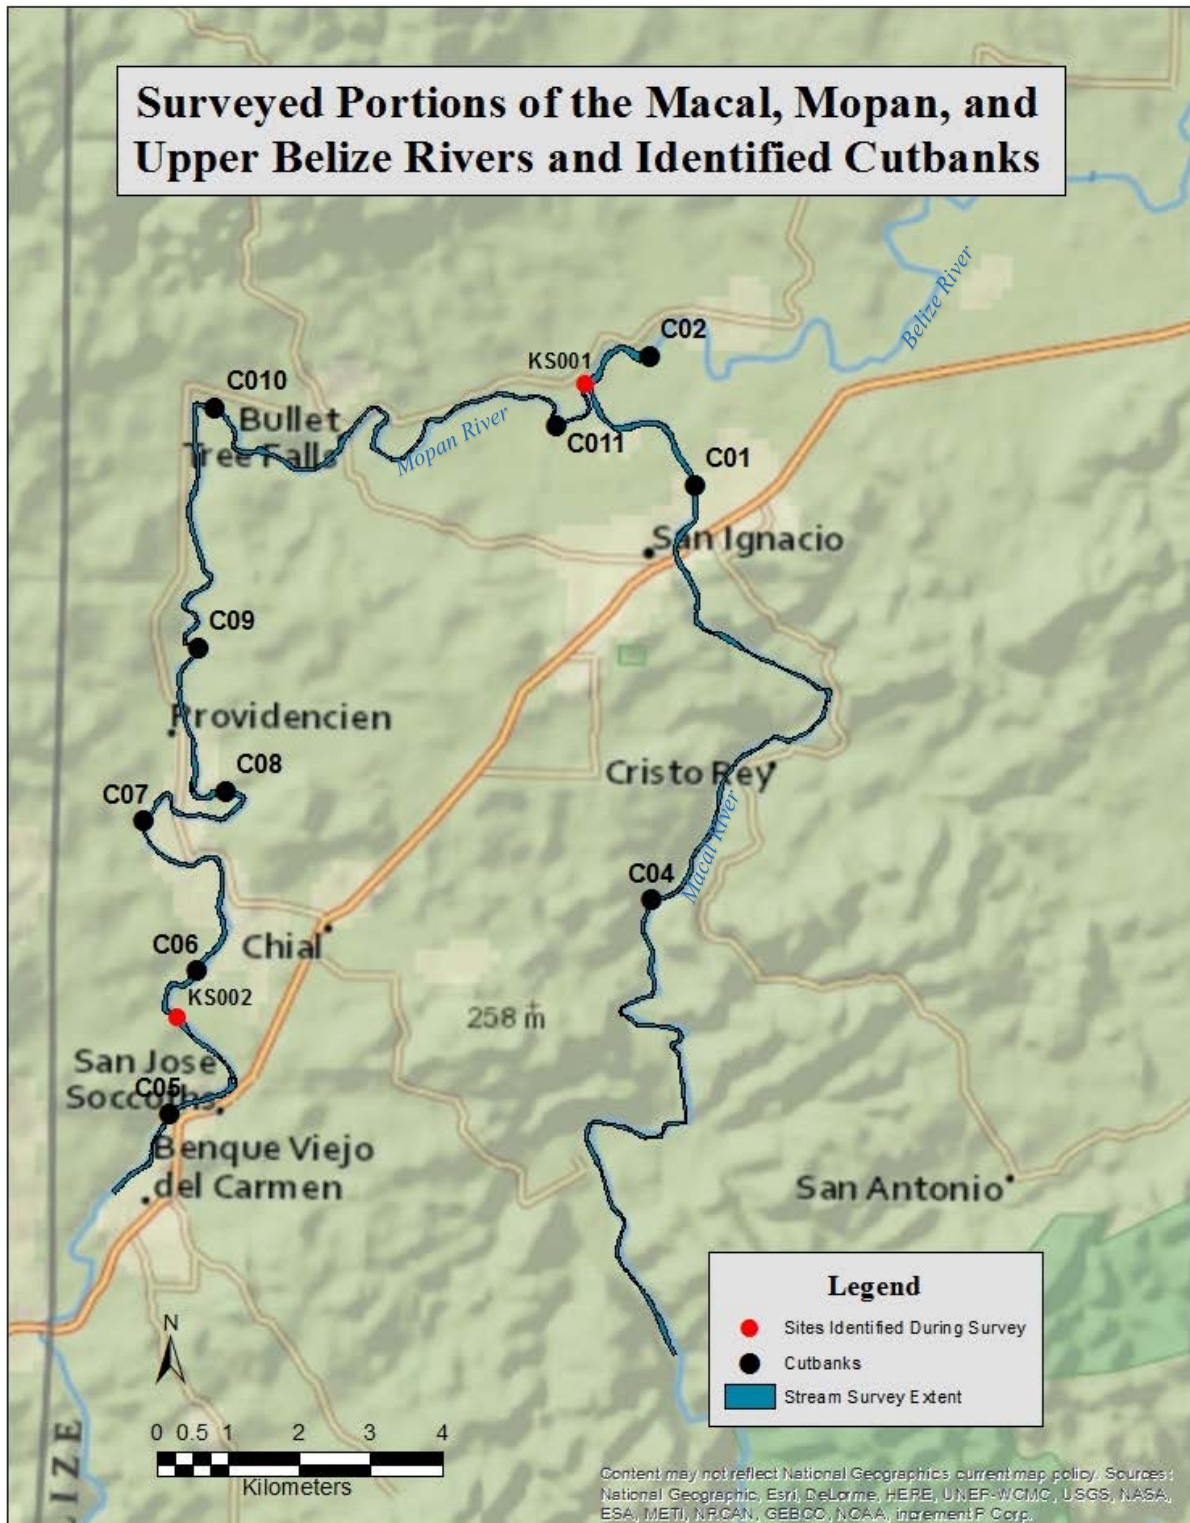 Surveyed Portions of the Macal, Mopan, and
Upper Belize Rivers and Identified Cutbanks
Belize River
C02
KS001
C010
Bullet
Tree Falls
Mopan River
C011
C01
San Ignacio
C09
Providencien
C08
C07
Cristo Rey
Macal River
C04
C06
Chial
KS002
258 m
San Jose
Soccoths
C05
Benque Viejo
del Carmen
San Antonio
Legend
Sites Identified During Survey
Cutbanks
Stream Survey Extent
N
0 0.5 1 2 3 4
Kilometers
LIZE
Content may not reflect National Geographics current map policy. Sources:
National Geographic, Esri, DeLorme, HERE, UNEP-WCMC, USGS, NASA,
ESA, METI, NRCAN, GEBCO, NOAA, increment P Corp.